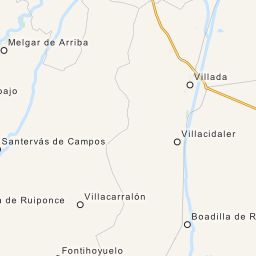 Melgar de Arriba
Villada
bajo
Santervás de Campos
Villacidaler
a de Ruiponce
Villacarralón
Boadilla de R
Fontihoyuelo